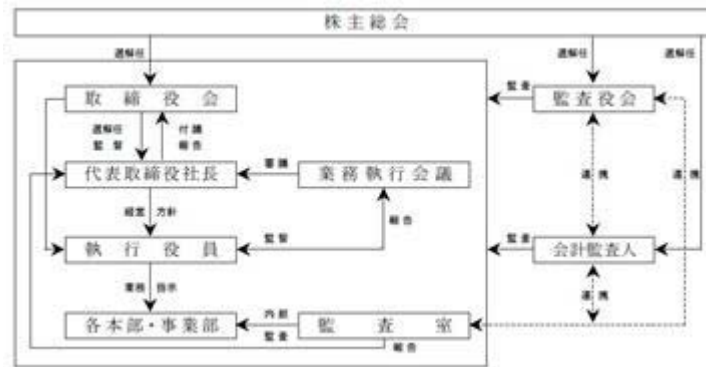 株主総会
選解任
選解任
選解任
取締役会
監査
監査役会
選解任
監督
付議
報告
代表取締役社長
審議
業務執行会議
連携
連携
経営 方針
報告
執行役員
監督
監査
会計監査人
業務 指示
連携
各本部・事業部
内部
監査
監査室
報告